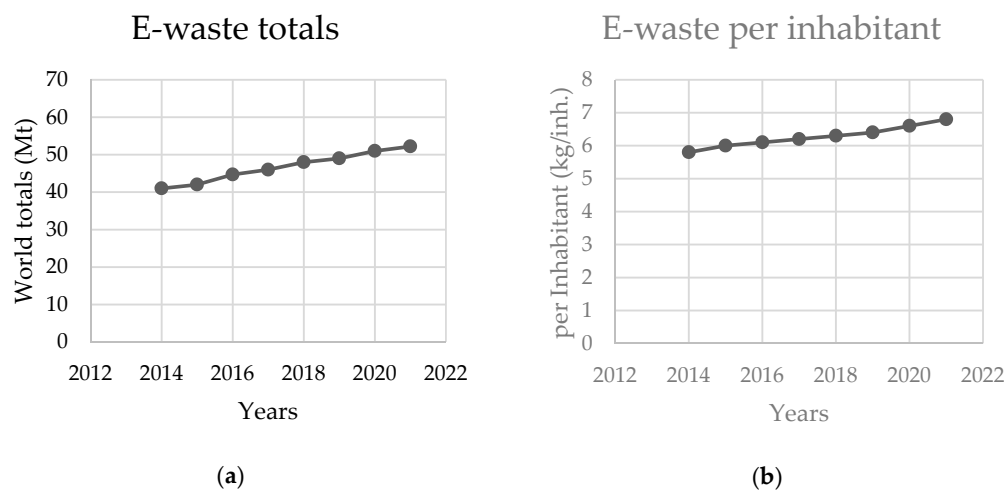 E-waste totals
World totals (Mt)
70
60
50
40
30
20
10
0
2012 2014 2016 2018 2020 2022
Years
(a)
E-waste per inhabitant
per Inhabitant (kg/inh.)
8
7
6
5
4
3
2
1
0
2012 2014 2016 2018 2020 2022
Years
(b)